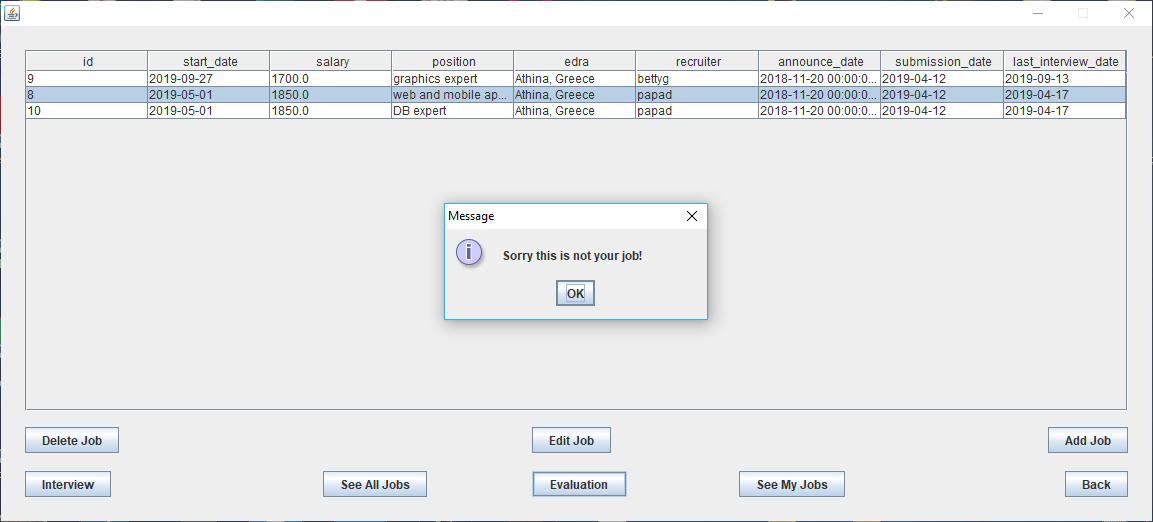 id start_date salary position edra recruiter announce_date submission_date last_interview_date
9 2019-09-27 1700.0 graphics expert Athina, Greece bettyg 2018-11-20 00:00:0... 2019-04-12 2019-09-13
8 2019-05-01 1850.0 web and mobile ap... Athina, Greece papad 2018-11-20 00:00:0... 2019-04-12 2019-04-17
10 2019-05-01 1850.0 DB expert Athina, Greece papad 2018-11-20 00:00:0... 2019-04-12 2019-04-17
Message
i
Sorry this is not your job!
OK
Delete Job Edit Job Add Job
Interview See All Jobs Evaluation See My Jobs Back